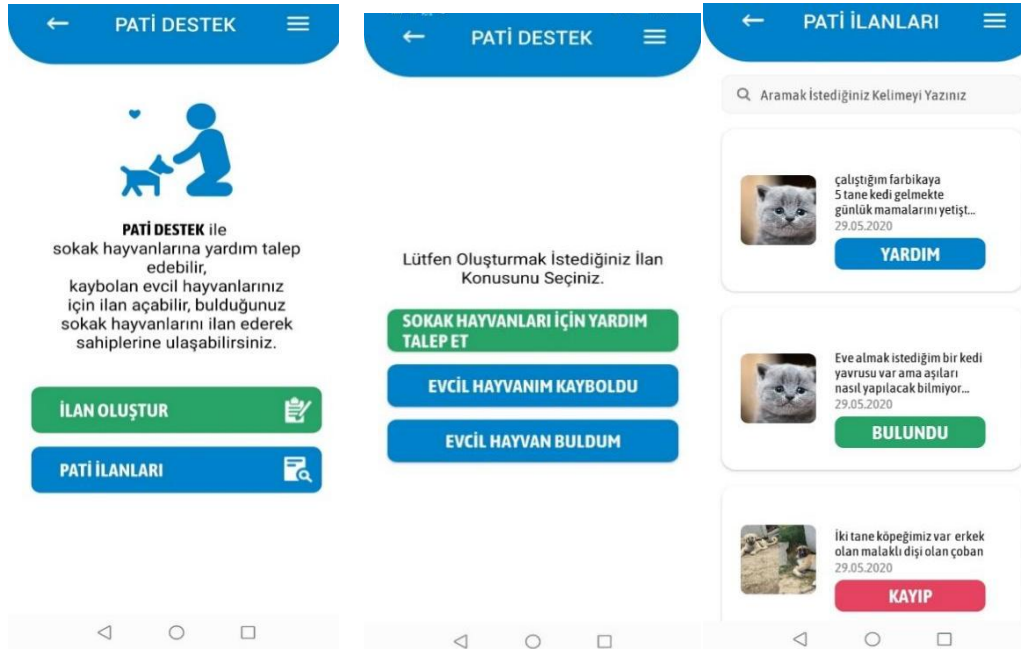 PATİ DESTEK
PATİ DESTEK ile
sokak hayvanlarına yardım talep
edebilir,
kaybolan evcil hayvanlarınız
için ilan açabilir, bulduğunuz
sokak hayvanlarını ilan ederek
sahiplerine ulaşabilirsiniz.
İLAN OLUŞTUR
PATİ İLANLARI
PATİ DESTEK
Lütfen Oluşturmak İstediğiniz İlan
Konusunu Seçiniz.
SOKAK HAYVANLARI İÇİN YARDIM
TALEP ET
EVCİL HAYVANIM KAYBOLDU
EVCİL HAYVAN BULDUM
PATİ İLANLARI
Aramak İstediğiniz Kelimeyi Yazınız
çalıştığım farbikaya
5 tane kedi gelmekte
günlük mamalarını yetişt...
29.05.2020
YARDIM
Eve almak istediğim bir kedi
yavrusu var ama aşıları
nasıl yapılacak bilmiyor...
29.05.2020
BULUNDU
İki tane köpeğimiz var erkek
olan malaklı dişi olan çoban
29.05.2020
KAYIP